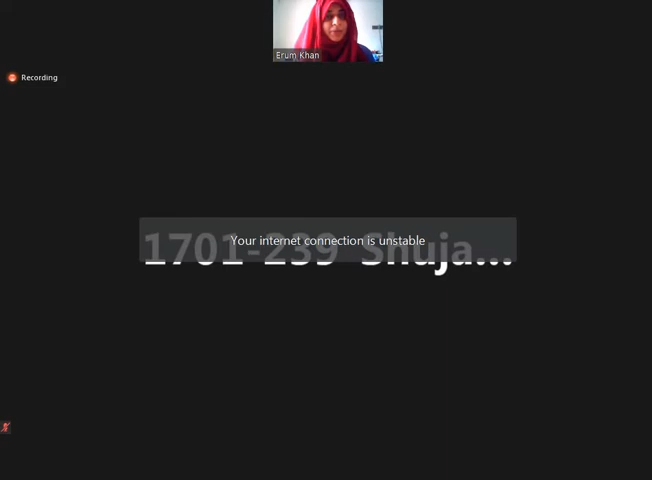 Erum Khan
Recording
Your internet connection is unstable
1701-239 Shuja...